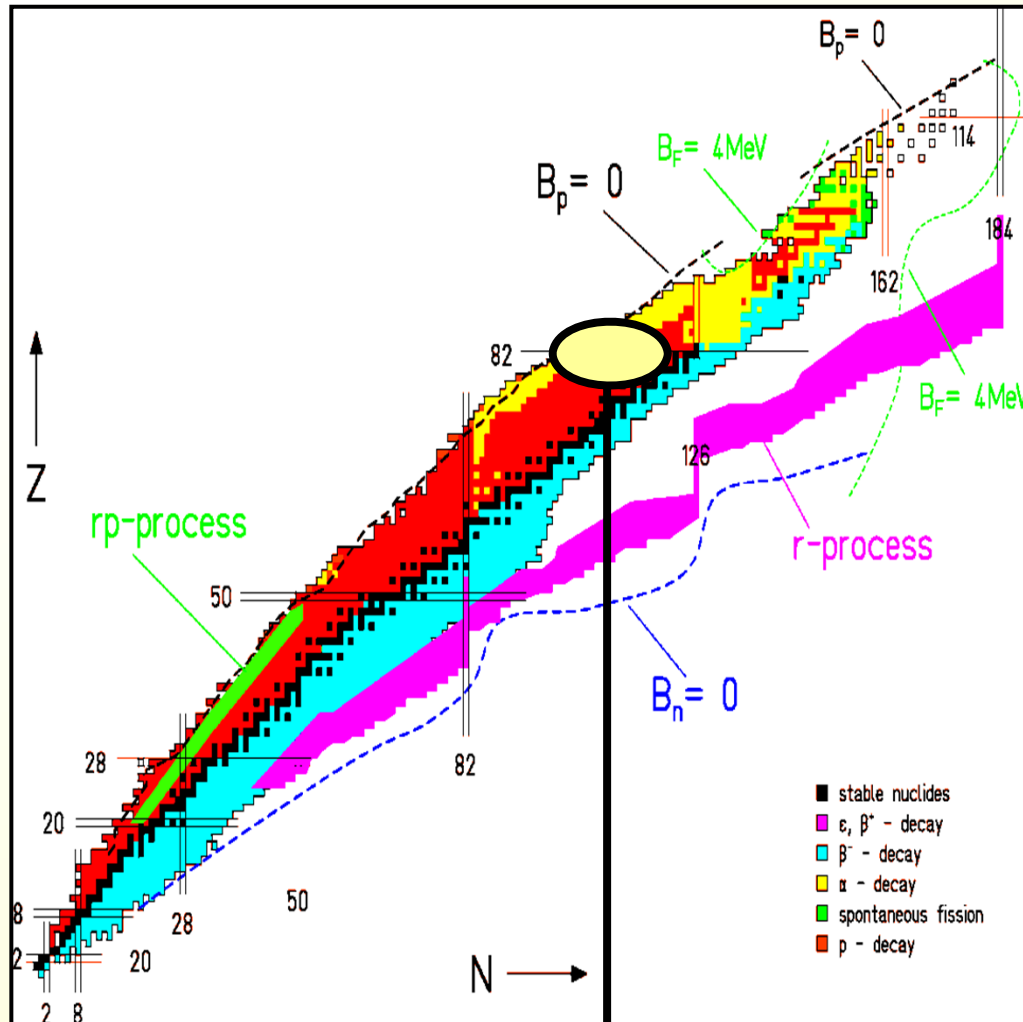 B_p = 0
B_F = 4MeV
114
B_p = 0
184
162
82
B_F = 4MeV
Z
126
rp-process
r-process
50
B_n = 0
28
82
20
stable nuclides
ε, β⁺ - decay
β⁻ - decay
50
α - decay
8
28
spontaneous fission
2
20
p - decay
N
2
8